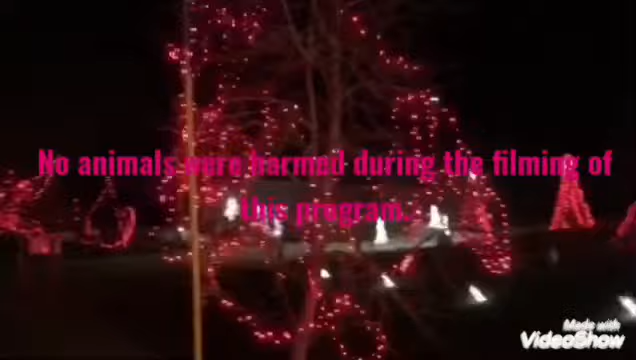 No animals were harmed during the filming of
this program.
Made with
VideoShow